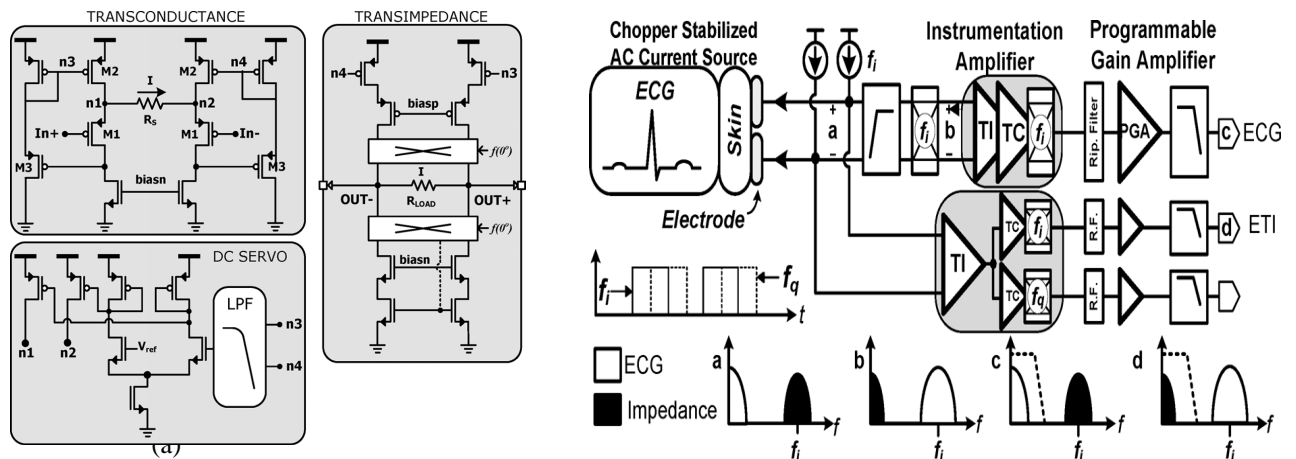 TRANSCONDUCTANCE
n3
M2
M2
n4
I
n1
n2
R_S
In+
M1
M1
In-
M3
M3
biasn
DC SERVO
LPF
n3
n4
n1
n2
V_ref
(a)
TRANSIMPEDANCE
n4
n3
biasp
f(0°)
I
OUT-
R_LOAD
OUT+
f(0°)
biasn
Chopper Stabilized
AC Current Source
f_i
Instrumentation
Amplifier
Programmable
Gain Amplifier
ECG
Skin
+
a
-
f_i
+
b
-
TI
TC
f_i
Rip. Filter
PGA
c
ECG
Electrode
TI
TC
f_i
R.F.
d
ETI
TC
f_q
R.F.
f_i
f_q
t
ECG
Impedance
a
f
f_i
b
f
f_i
c
f
f_i
d
f
f_i